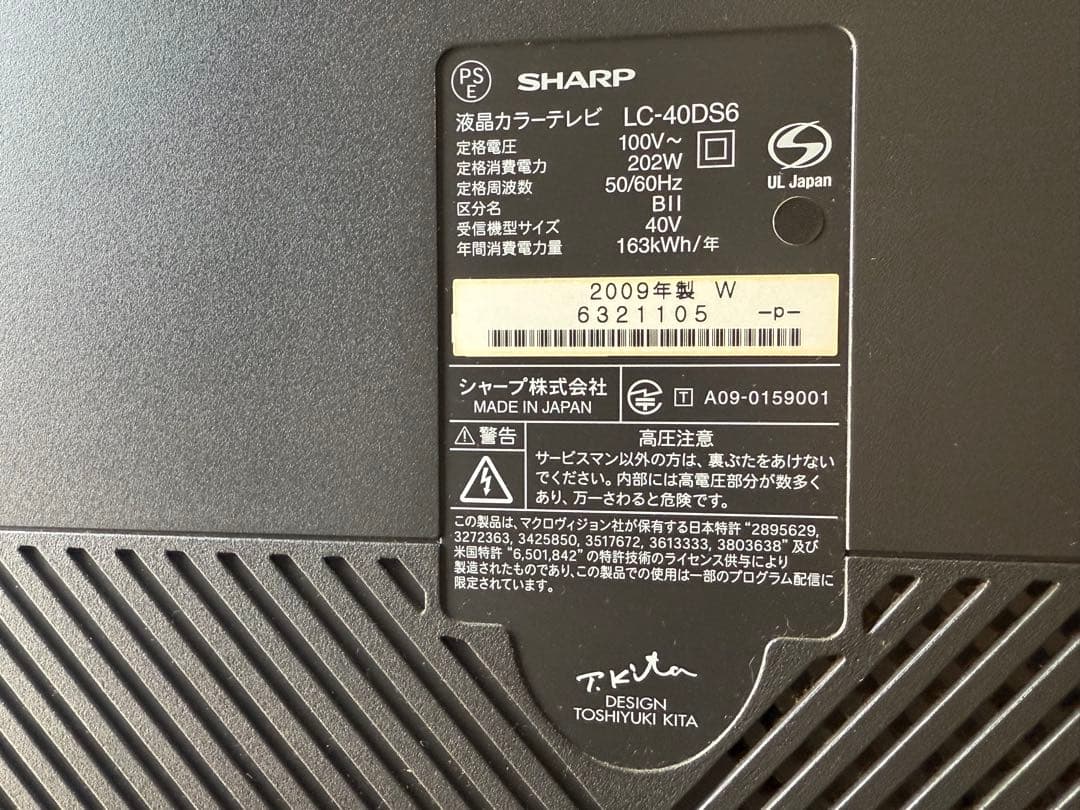 PS
E
SHARP
液晶カラーテレビ LC-40DS6
定格電圧 100V～
定格消費電力 202W
定格周波数 50/60Hz
区分名 BII
受信機型サイズ 40V
年間消費電力量 163kWh/年
UL Japan
2009年製 W
6321105 -p-
シャープ株式会社
MADE IN JAPAN
T A09-0159001
警告
高圧注意
サービスマン以外の方は、裏ぶたをあけない
でください。内部には高電圧部分が数多く
あり、万一さわると危険です。
この製品は、マクロヴィジョン社が保有する日本特許 “2895629,
3272363, 3425850, 3517672, 3613333, 3803638” 及び
米国特許 “6,501,842” の特許技術のライセンス供与により
製造されたものであり、この製品での使用は一部のプログラム配信に
限定されています。
T.Kita
DESIGN
TOSHIYUKI KITA